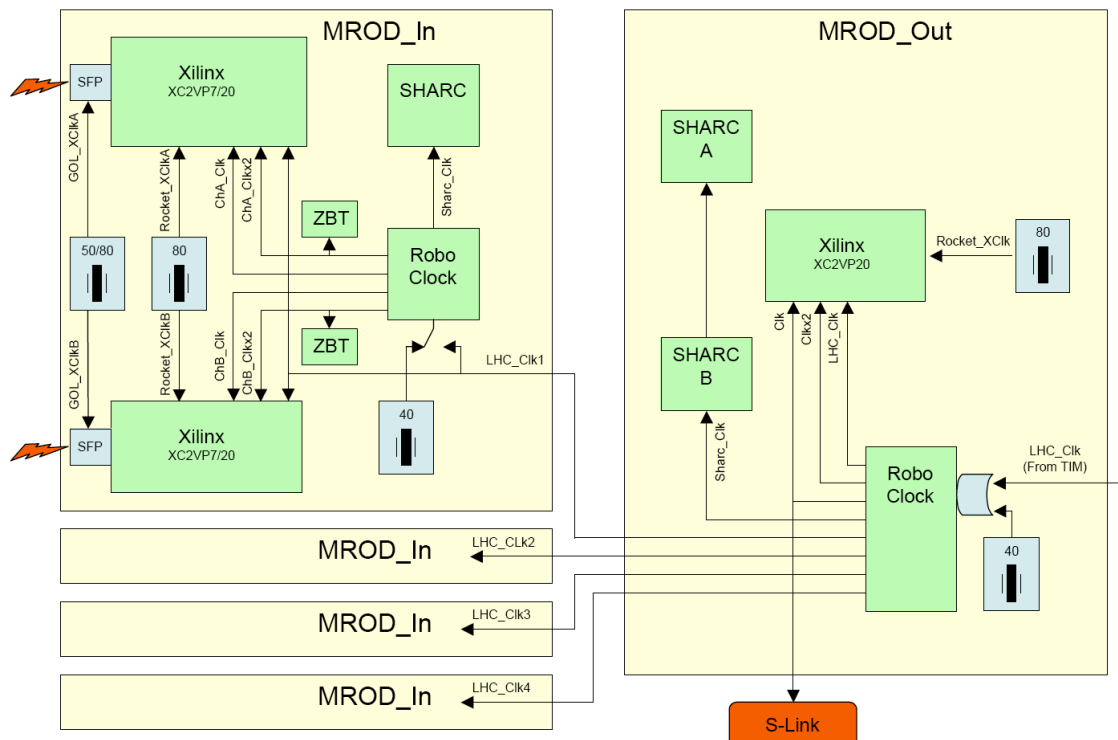 MROD_In
SFP
Xilinx
XC2VP7/20
SHARC
GOL_XClkA
Rocket_XClkA
ChA_Clk
ChA_Clkx2
Sharc_Clk
ZBT
50/80
80
Robo
Clock
GOL_XClkB
Rocket_XClkB
ChB_Clk
ChB_Clkx2
ZBT
LHC_Clk1
40
SFP
Xilinx
XC2VP7/20
MROD_In
LHC_CLk2
MROD_In
LHC_Clk3
MROD_In
LHC_Clk4
MROD_Out
SHARC
A
Xilinx
XC2VP20
Rocket_XClk
80
Clk
Clkx2
LHC_Clk
SHARC
B
Sharc_Clk
Robo
Clock
LHC_Clk
(From TIM)
40
S-Link